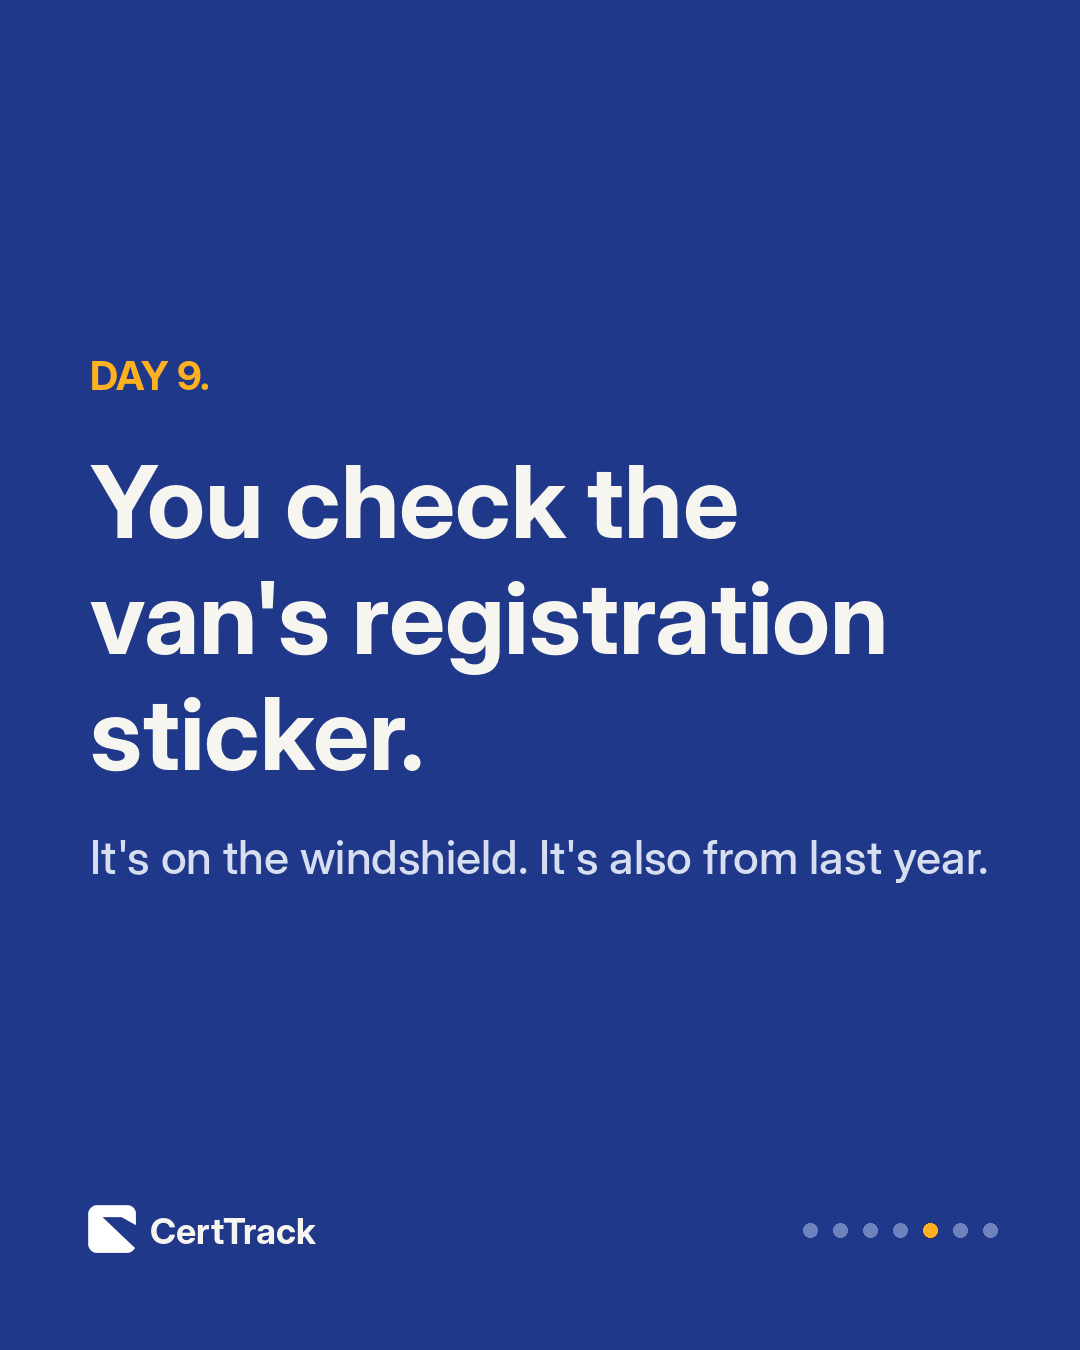 DAY 9.
You check the
van's registration
sticker.
It's on the windshield. It's also from last year.
CertTrack